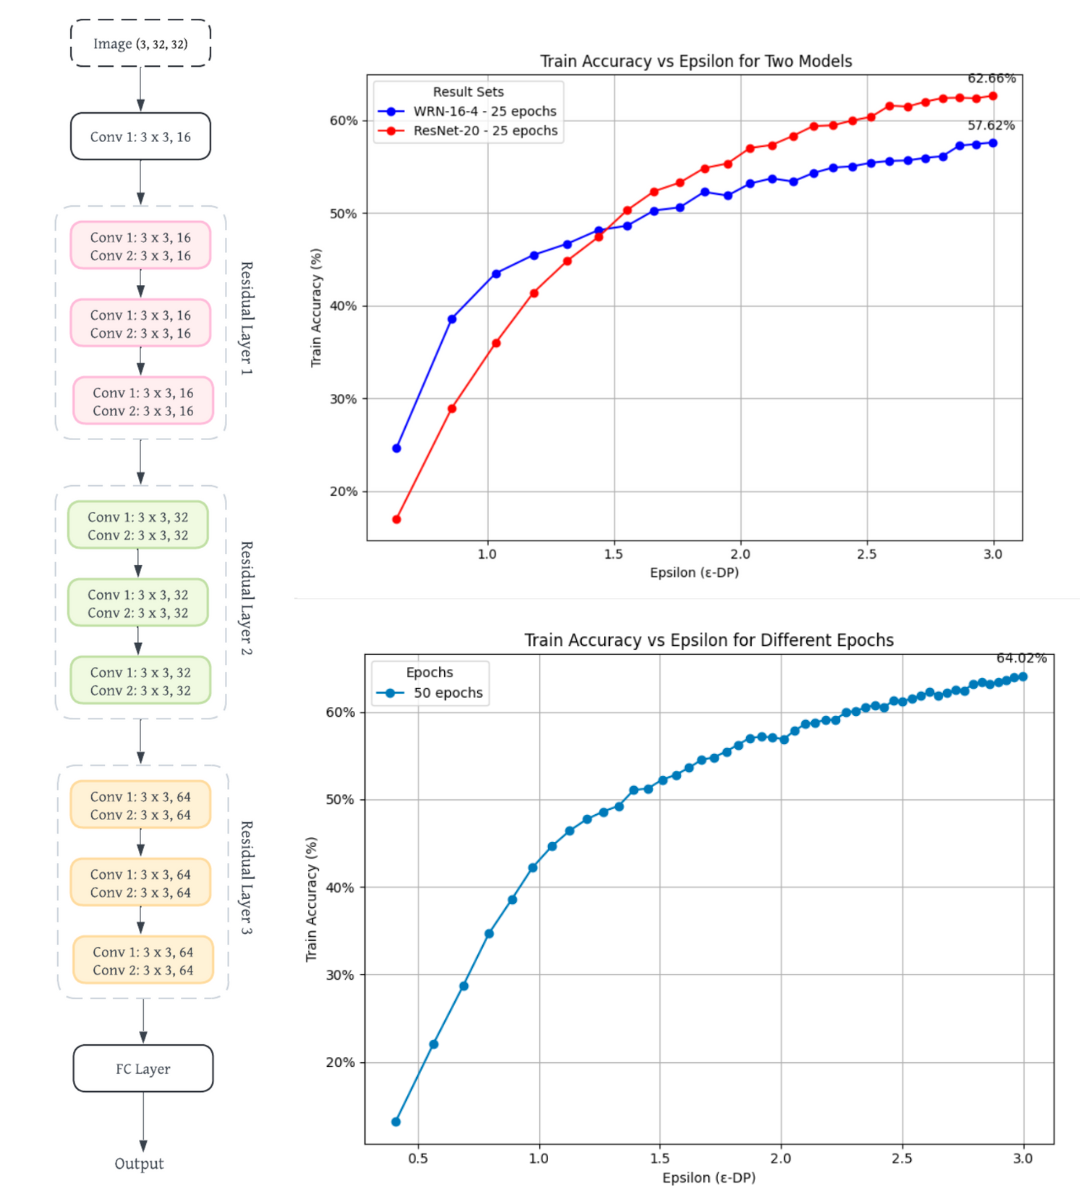 Image (3, 32, 32)
Conv 1: 3 x 3, 16
Conv 1: 3 x 3, 16
Conv 2: 3 x 3, 16
Conv 1: 3 x 3, 16
Conv 2: 3 x 3, 16
Conv 1: 3 x 3, 16
Conv 2: 3 x 3, 16
Residual Layer 1
Conv 1: 3 x 3, 32
Conv 2: 3 x 3, 32
Conv 1: 3 x 3, 32
Conv 2: 3 x 3, 32
Conv 1: 3 x 3, 32
Conv 2: 3 x 3, 32
Residual Layer 2
Conv 1: 3 x 3, 64
Conv 2: 3 x 3, 64
Conv 1: 3 x 3, 64
Conv 2: 3 x 3, 64
Conv 1: 3 x 3, 64
Conv 2: 3 x 3, 64
Residual Layer 3
FC Layer
Output
Train Accuracy vs Epsilon for Two Models
62.66%
57.62%
Result Sets
WRN-16-4 - 25 epochs
ResNet-20 - 25 epochs
Train Accuracy (%)
60%
50%
40%
30%
20%
1.0 1.5 2.0 2.5 3.0
Epsilon (ε-DP)
Train Accuracy vs Epsilon for Different Epochs
64.02%
Epochs
50 epochs
Train Accuracy (%)
60%
50%
40%
30%
20%
0.5 1.0 1.5 2.0 2.5 3.0
Epsilon (ε-DP)